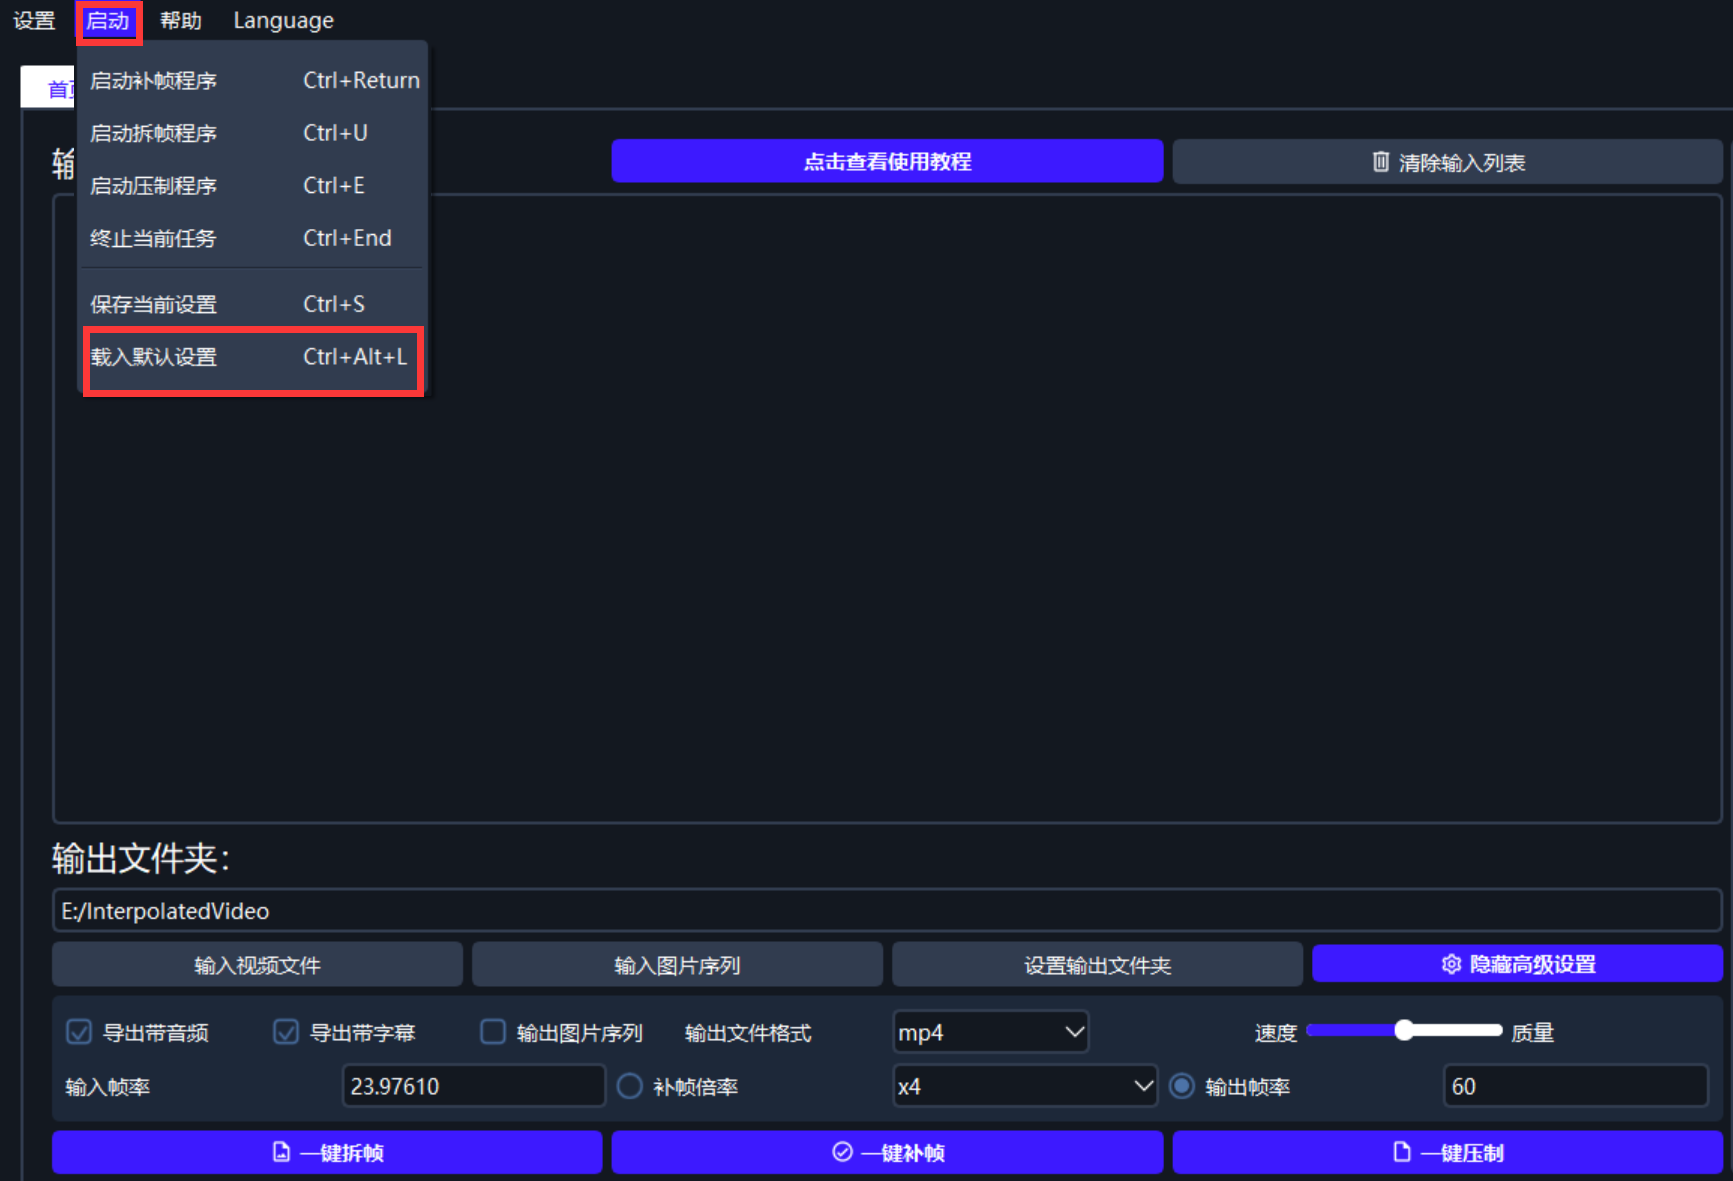 设置 启动 帮助 Language
启动补帧程序 Ctrl+Return
启动拆帧程序 Ctrl+U
启动压制程序 Ctrl+E
终止当前任务 Ctrl+End
保存当前设置 Ctrl+S
载入默认设置 Ctrl+Alt+L
首
输
点击查看使用教程
清除输入列表
输出文件夹:
E:/InterpolatedVideo
输入视频文件 输入图片序列 设置输出文件夹 隐藏高级设置
导出带音频 导出带字幕 输出图片序列 输出文件格式 mp4 速度 质量
输入帧率 23.97610 补帧倍率 x4 输出帧率 60
一键拆帧 一键补帧 一键压制